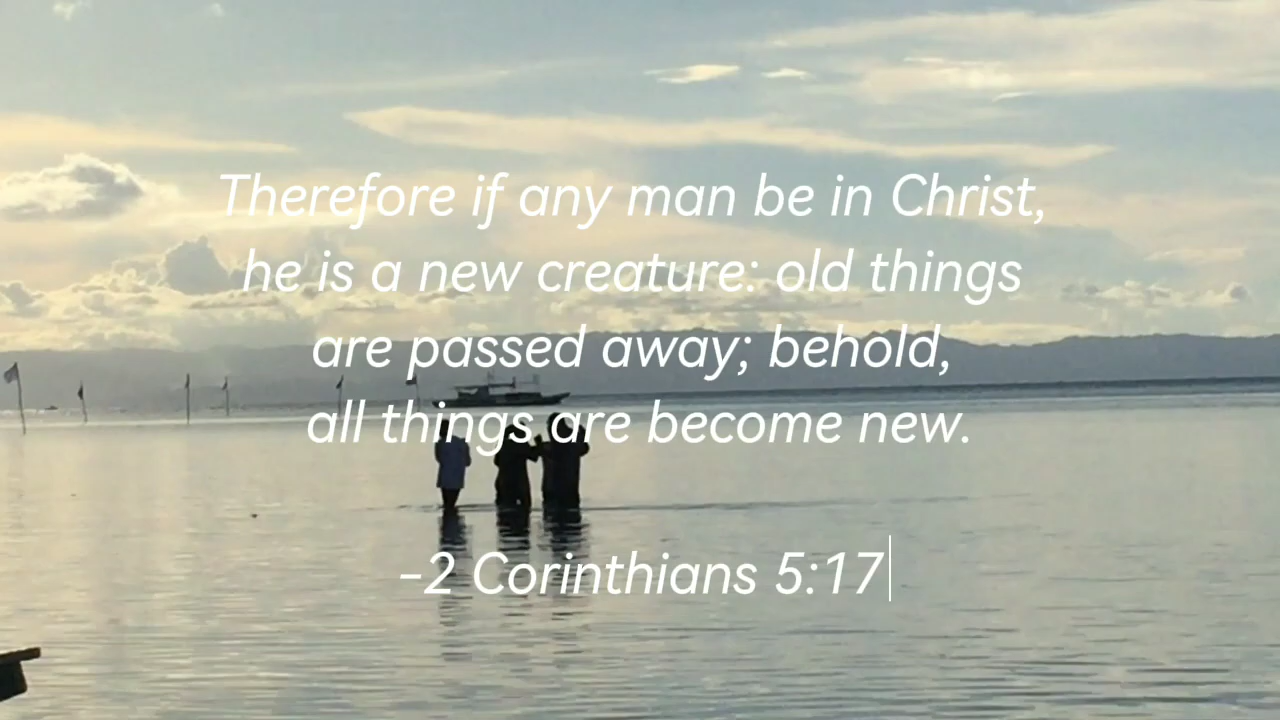 Therefore if any man be in Christ,
he is a new creature: old things
are passed away; behold,
all things are become new.
-2 Corinthians 5:17